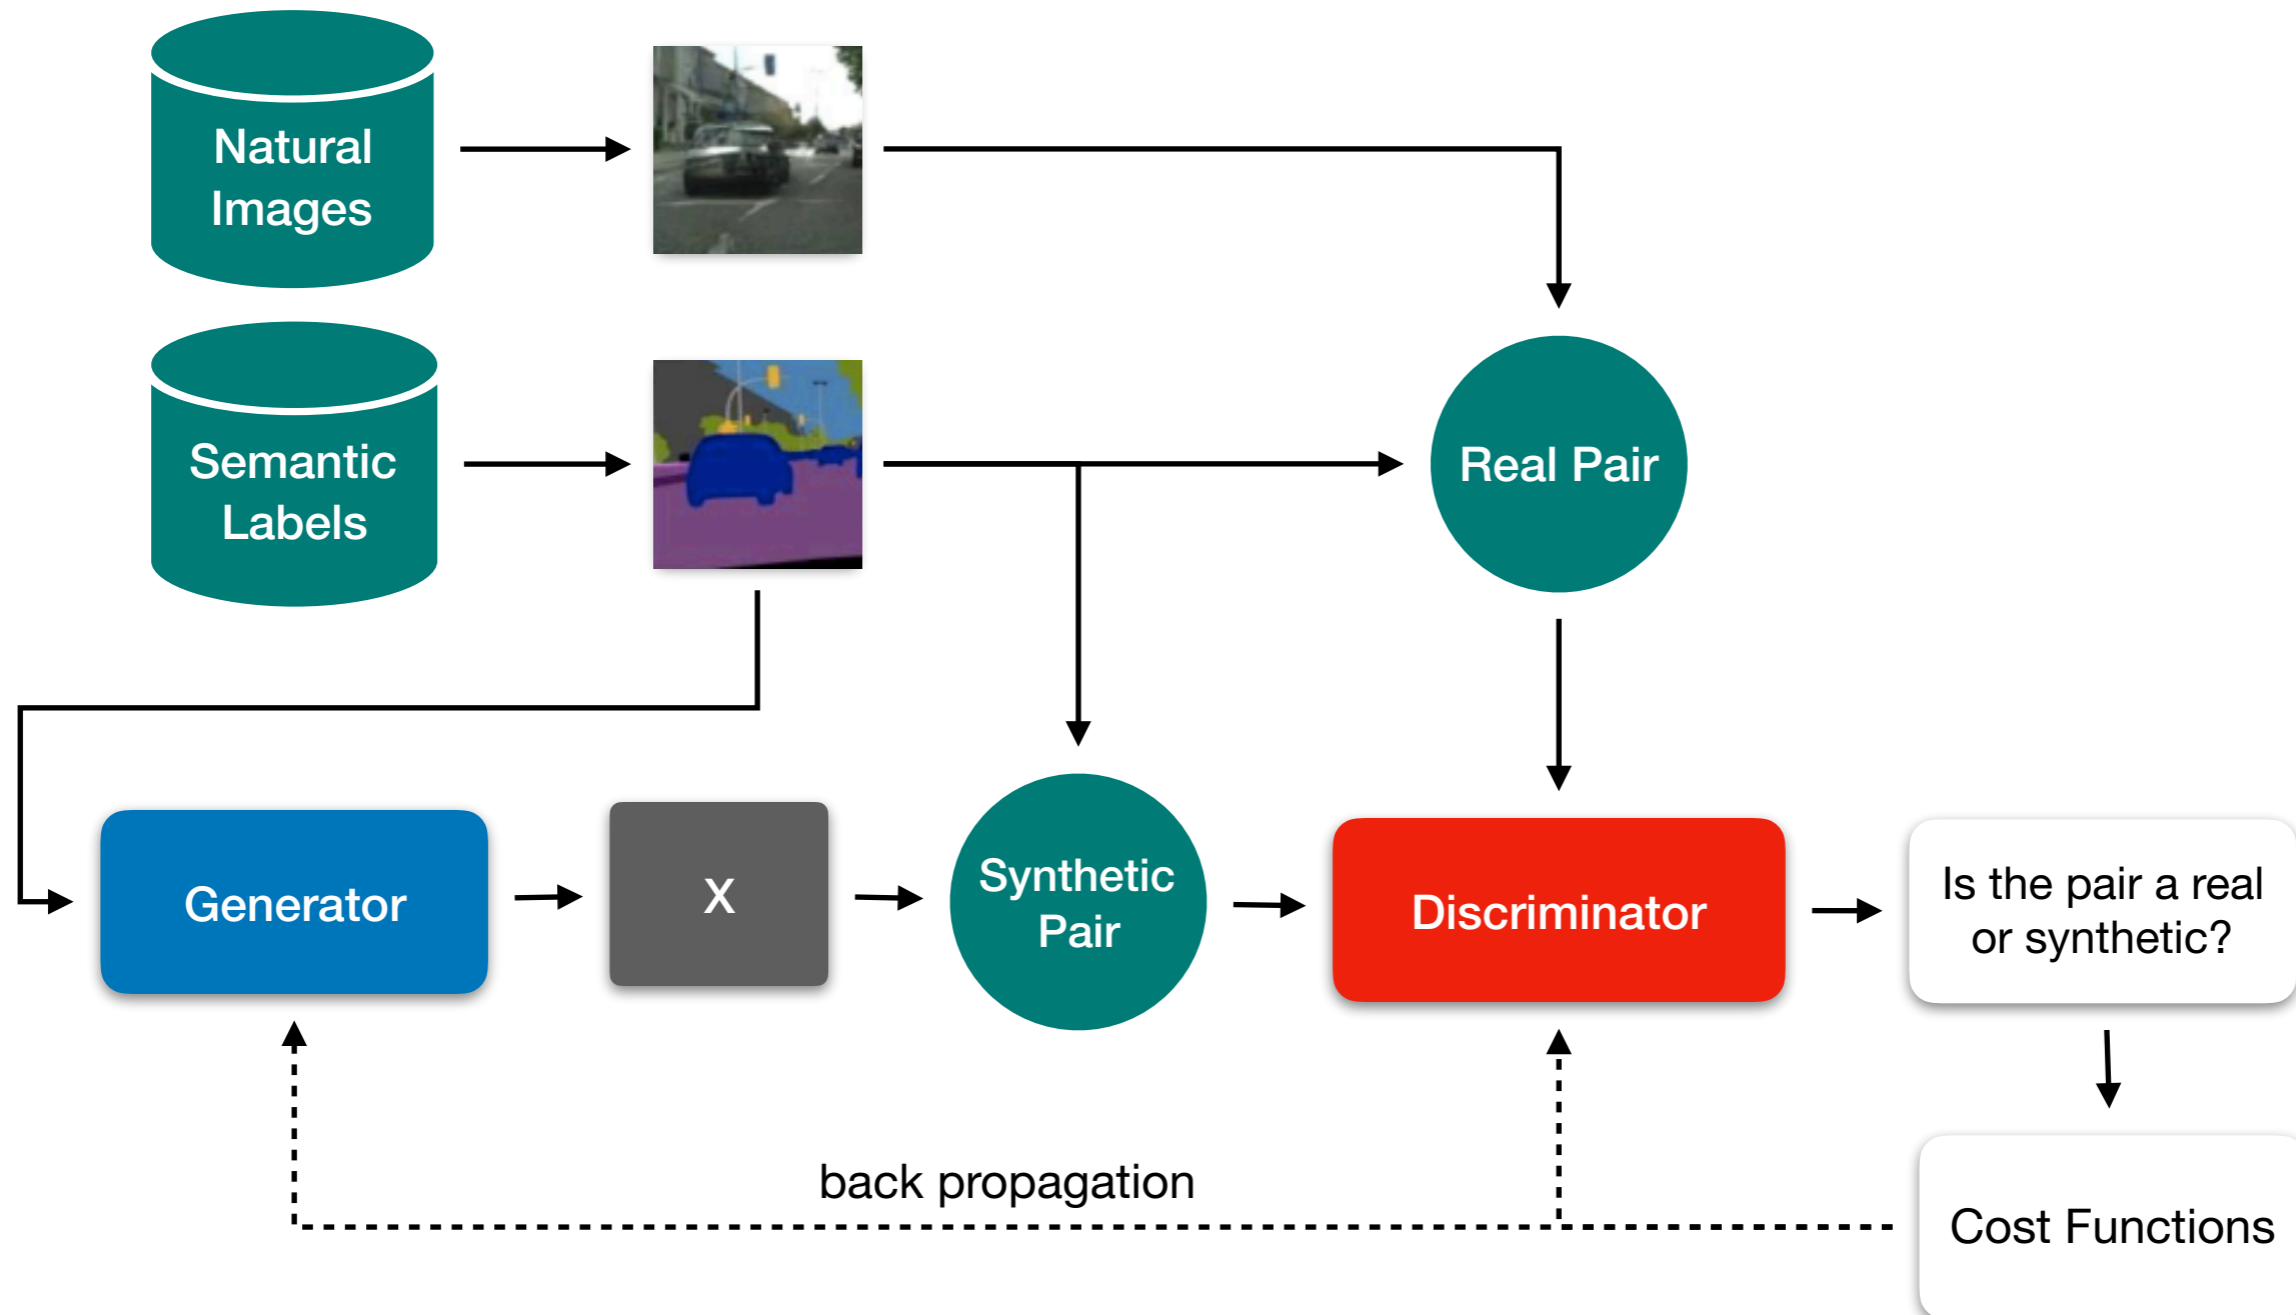 Natural
Images
Semantic
Labels
Real Pair
Generator
X
Synthetic
Pair
Discriminator
Is the pair a real
or synthetic?
back propagation
Cost Functions